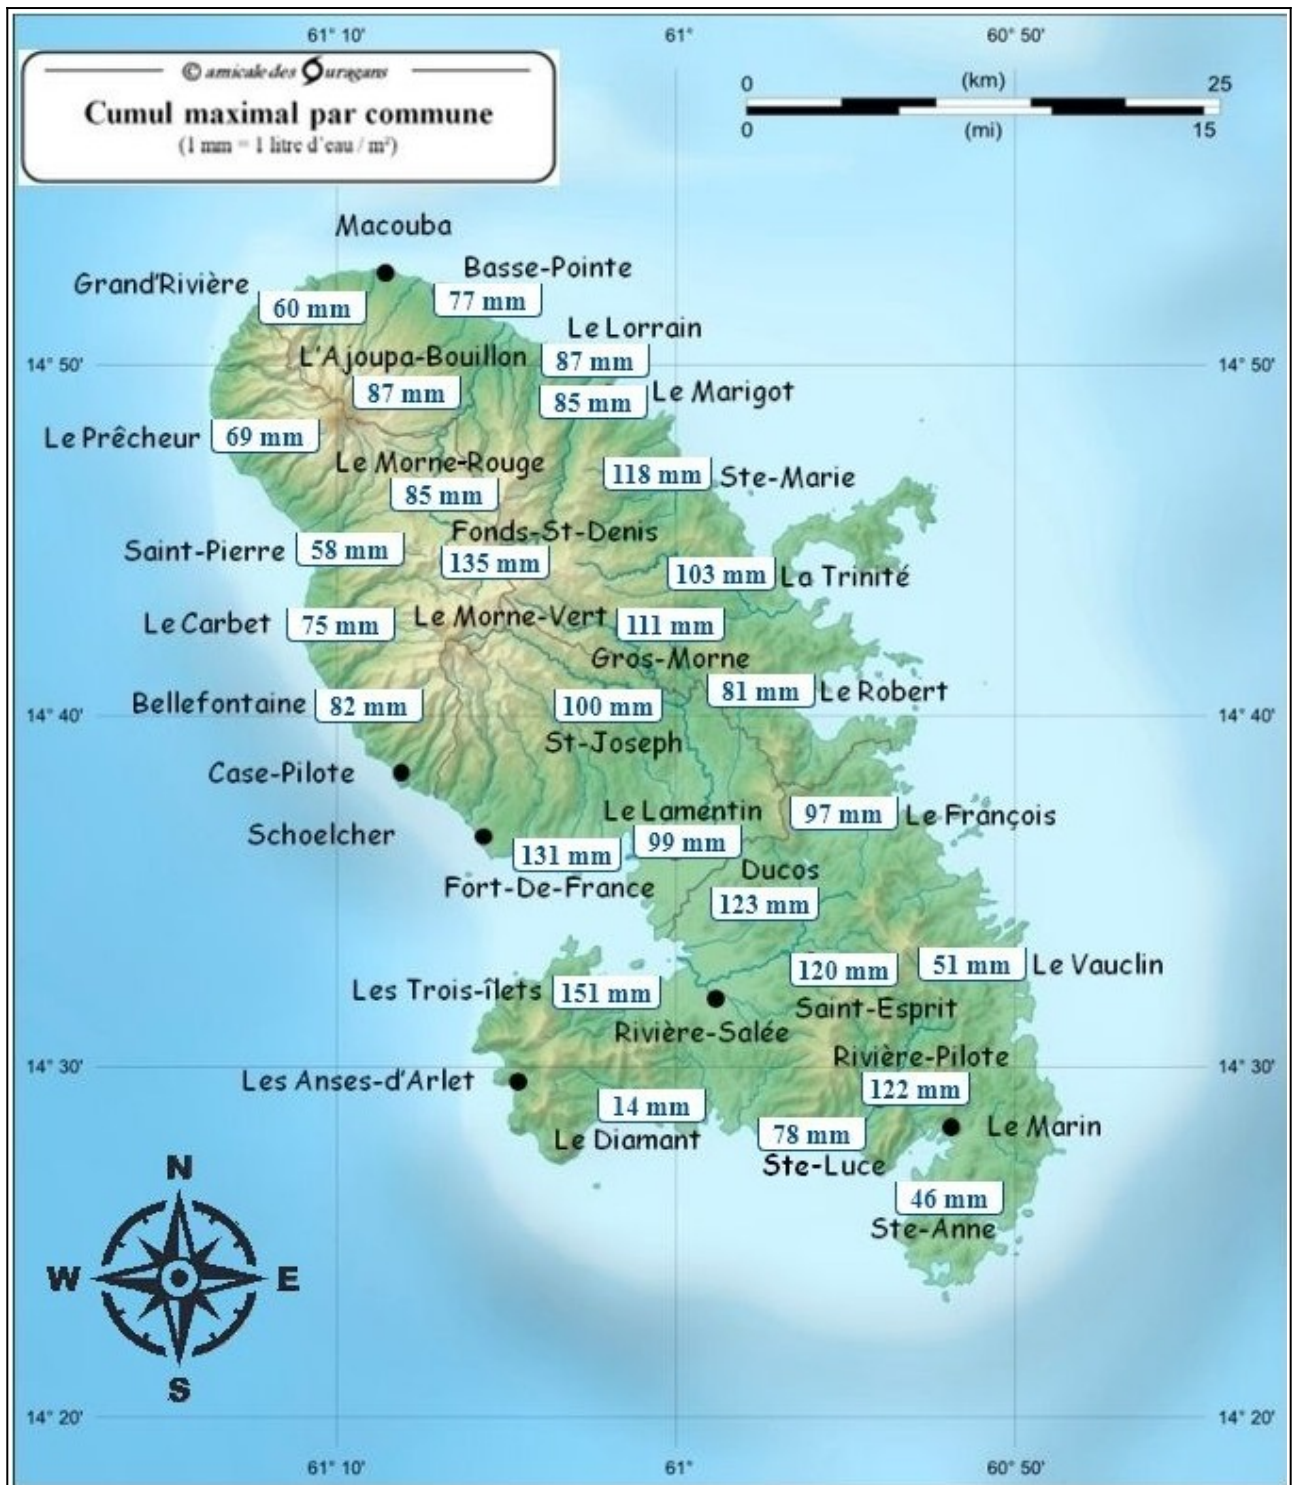 61° 10'
61°
60° 50'
© amicale des Ouragans
Cumul maximal par commune
(1 mm = 1 litre d'eau / m²)
0 (km) 25
0 (mi) 15
Macouba
Grand'Rivière
60 mm
Basse-Pointe
77 mm
Le Lorrain
87 mm
14° 50'
14° 50'
L'Ajoupa-Bouillon
87 mm
85 mm Le Marigot
Le Prêcheur 69 mm
Le Morne-Rouge
85 mm
118 mm Ste-Marie
Saint-Pierre 58 mm
Fonds-St-Denis
135 mm
103 mm La Trinité
Le Carbet 75 mm
Le Morne-Vert
111 mm
Gros-Morne
81 mm Le Robert
Bellefontaine 82 mm
100 mm
St-Joseph
14° 40'
14° 40'
Case-Pilote
Schoelcher
Le Lamentin
99 mm
97 mm Le François
131 mm
Fort-De-France
Ducos
123 mm
Les Trois-îlets 151 mm
120 mm
Saint-Esprit
51 mm Le Vauclin
Rivière-Salée
Rivière-Pilote
122 mm
14° 30'
14° 30'
Les Anses-d'Arlet
14 mm
Le Diamant
78 mm
Ste-Luce
Le Marin
46 mm
Ste-Anne
N
W E
S
14° 20'
14° 20'
61° 10'
61°
60° 50'